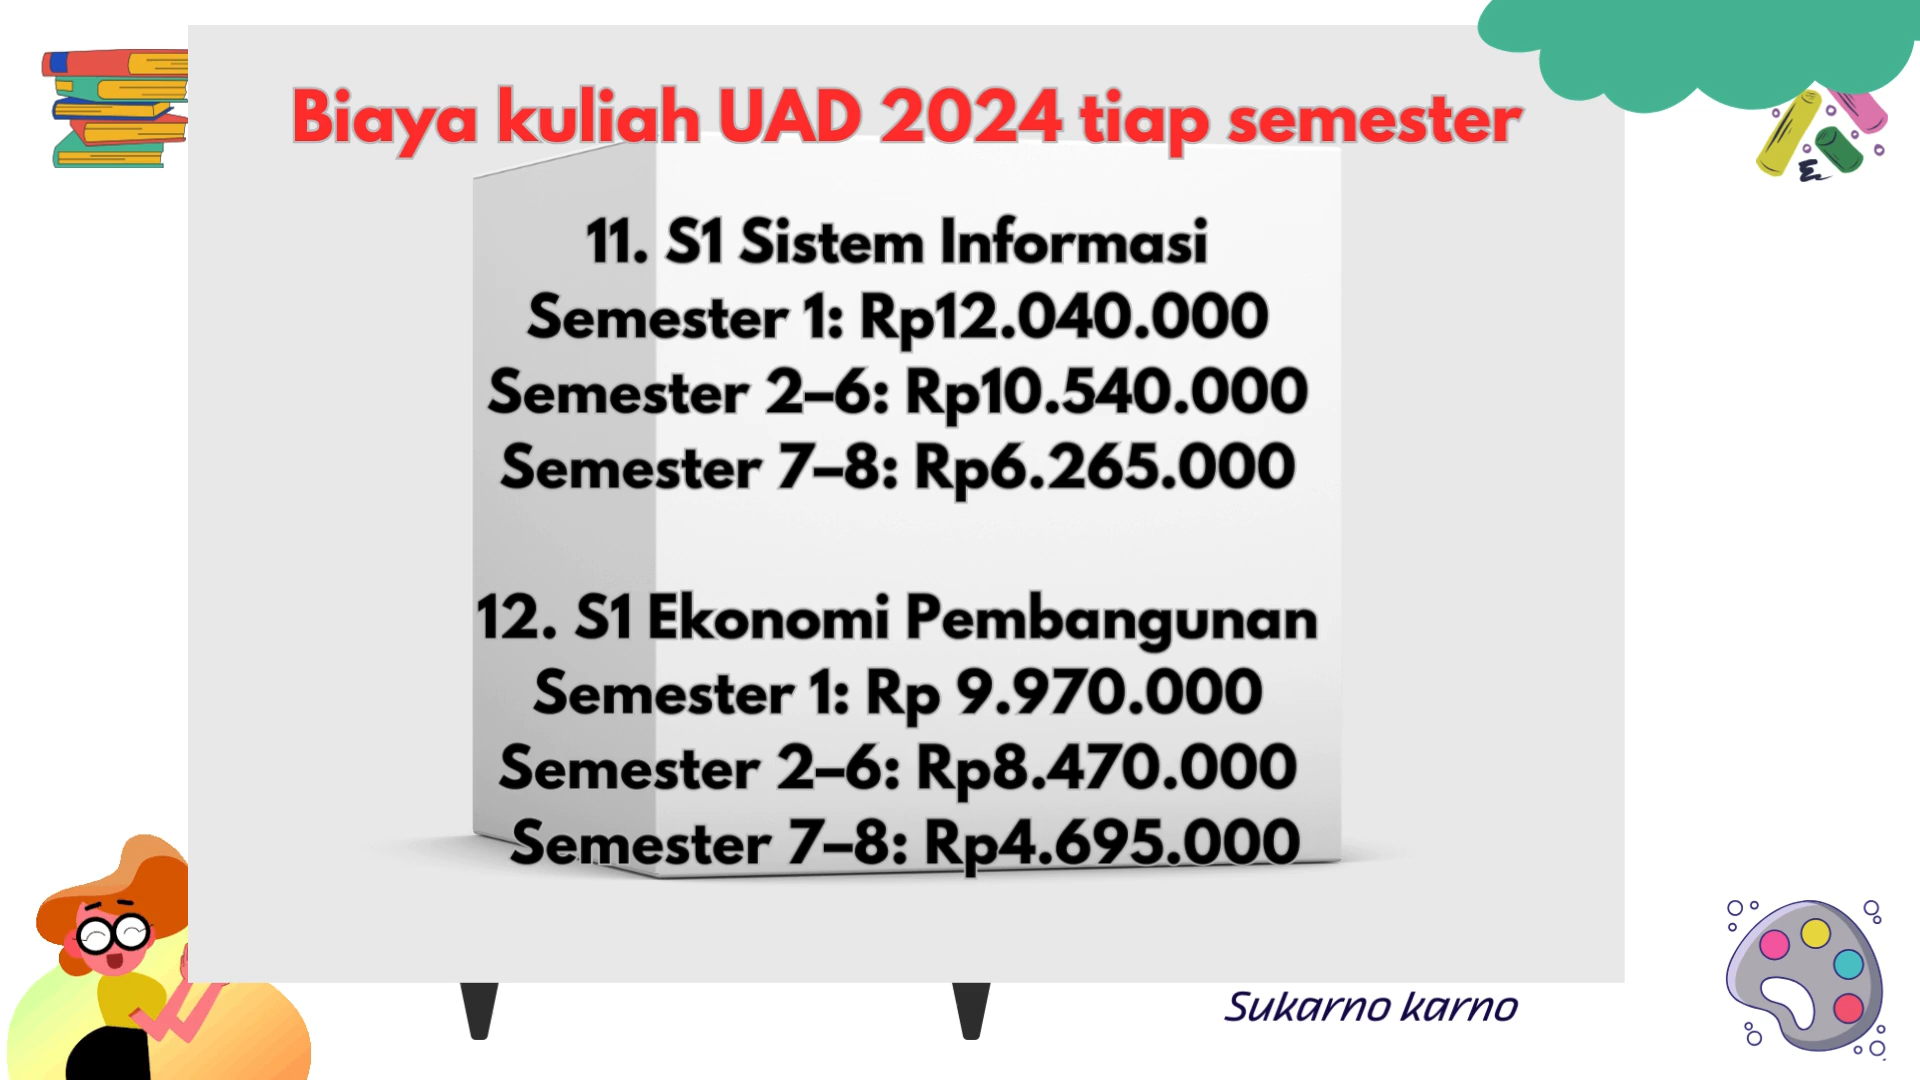 Biaya kuliah UAD 2024 tiap semester
11. S1 Sistem Informasi
Semester 1: Rp12.040.000
Semester 2–6: Rp10.540.000
Semester 7–8: Rp6.265.000
12. S1 Ekonomi Pembangunan
Semester 1: Rp 9.970.000
Semester 2–6: Rp8.470.000
Semester 7–8: Rp4.695.000
Sukarno karno